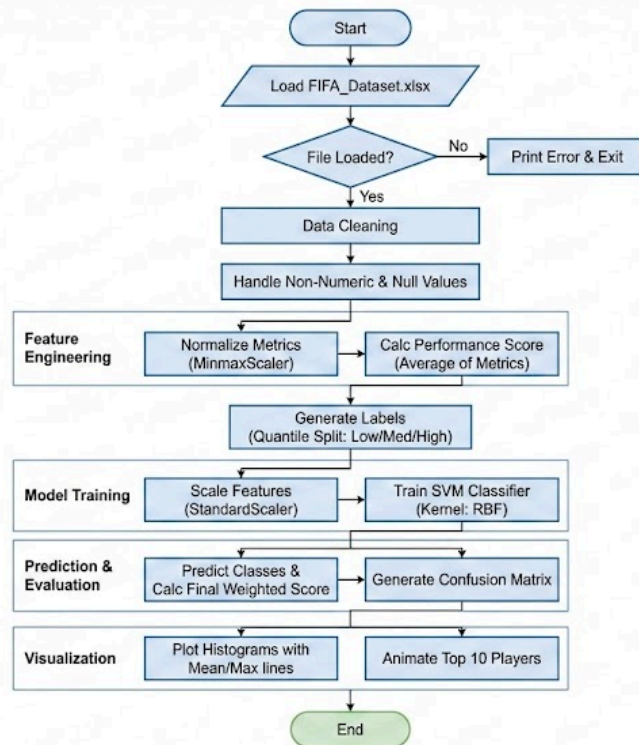 Start
Load FIFA_Dataset.xlsx
File Loaded?
No
Print Error & Exit
Yes
Data Cleaning
Handle Non-Numeric & Null Values
Feature
Engineering
Normalize Metrics
(MinmaxScaler)
Calc Performance Score
(Average of Metrics)
Generate Labels
(Quantile Split: Low/Med/High)
Model Training
Scale Features
(StandardScaler)
Train SVM Classifier
(Kernel: RBF)
Prediction &
Evaluation
Predict Classes &
Calc Final Weighted Score
Generate Confusion Matrix
Visualization
Plot Histograms with
Mean/Max lines
Animate Top 10 Players
End